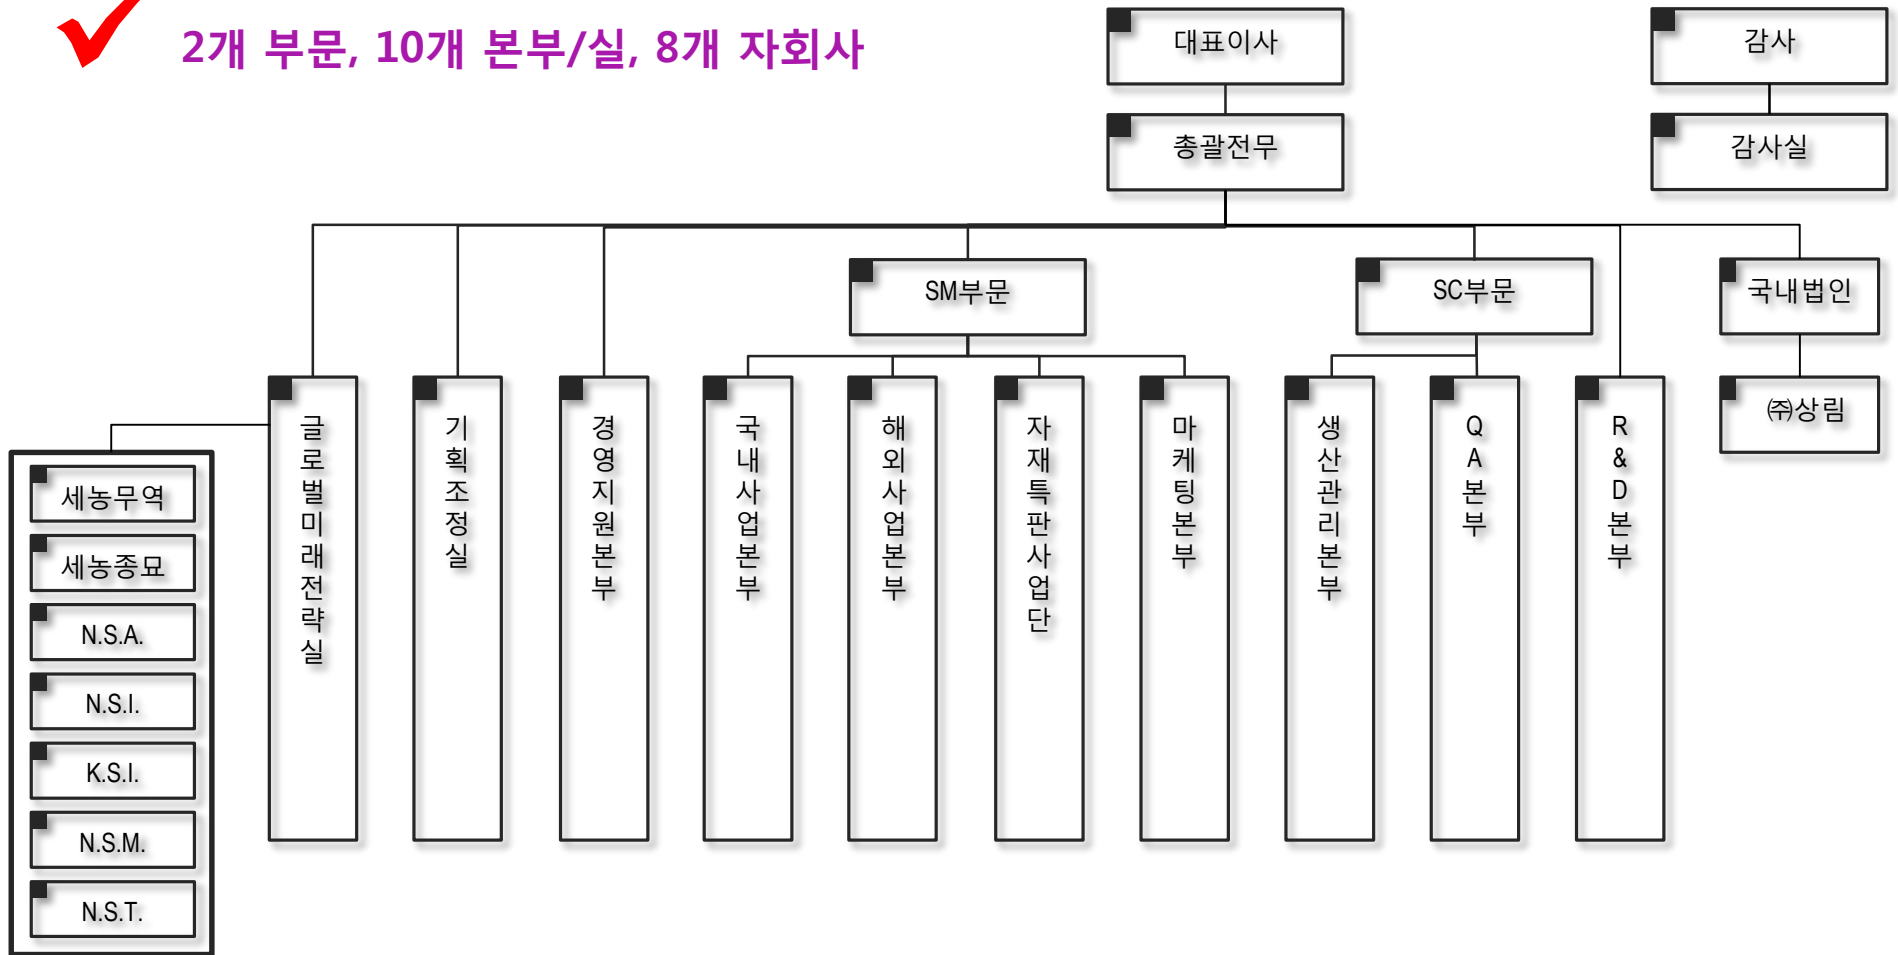 2개 부문, 10개 본부/실, 8개 자회사
대표이사
감사
총괄전무
감사실
SM부문
SC부문
국내법인
글로벌미래전략실
기획조정실
경영지원본부
국내사업본부
해외사업본부
자재특판사업단
마케팅본부
생산관리본부
QA본부
R&D본부
㈜상림
세농무역
세농종묘
N.S.A.
N.S.I.
K.S.I.
N.S.M.
N.S.T.